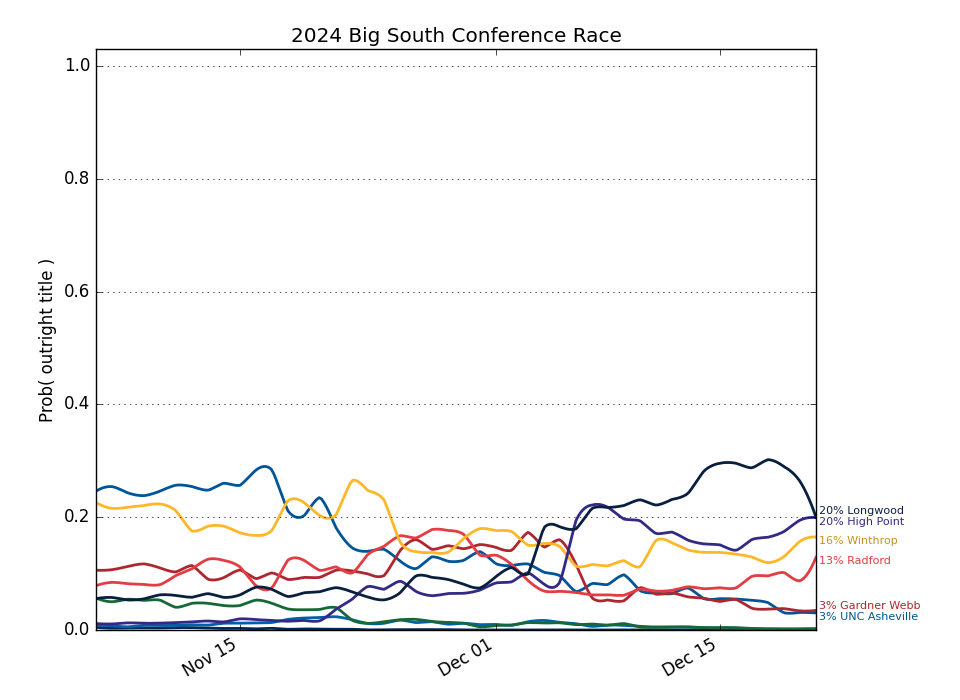 2024 Big South Conference Race
1.0
0.8
0.6
0.4
0.2
0.0
Prob( outright title )
Nov 15
Dec 01
Dec 15
20% Longwood
20% High Point
16% Winthrop
13% Radford
3% Gardner Webb
3% UNC Asheville